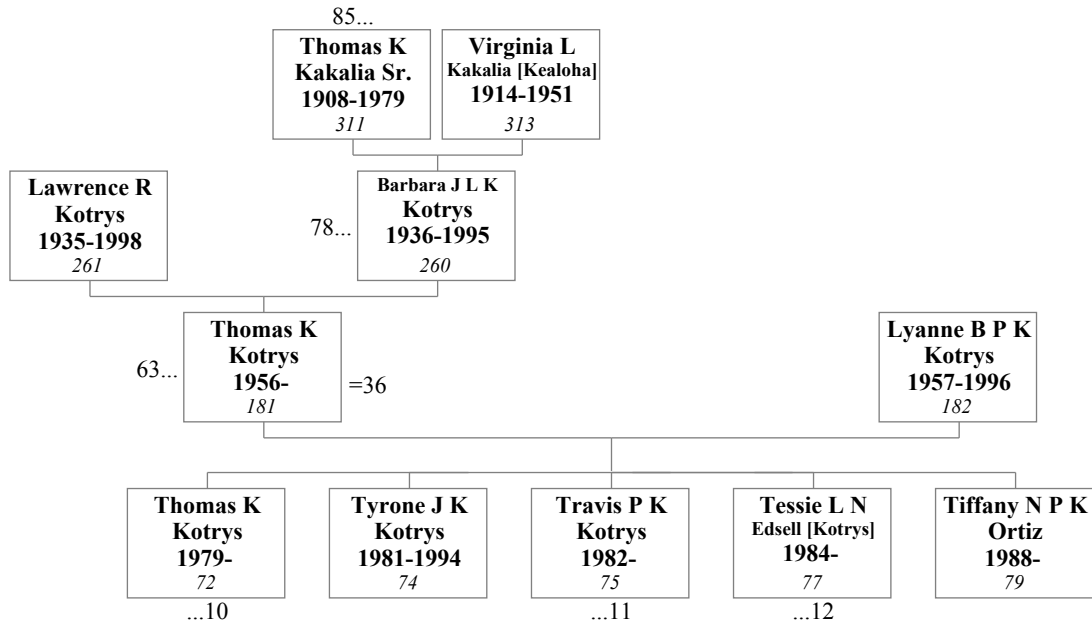 85...
Thomas K
Kakalia Sr.
1908-1979
311
Virginia L
Kakalia [Kealoha]
1914-1951
313
Lawrence R
Kotrys
1935-1998
261
78...
Barbara J L K
Kotrys
1936-1995
260
63...
Thomas K
Kotrys
1956-
181
=36
Lyanne B P K
Kotrys
1957-1996
182
Thomas K
Kotrys
1979-
72
...10
Tyrone J K
Kotrys
1981-1994
74
Travis P K
Kotrys
1982-
75
...11
Tessie L N
Edsell [Kotrys]
1984-
77
...12
Tiffany N P K
Ortiz
1988-
79